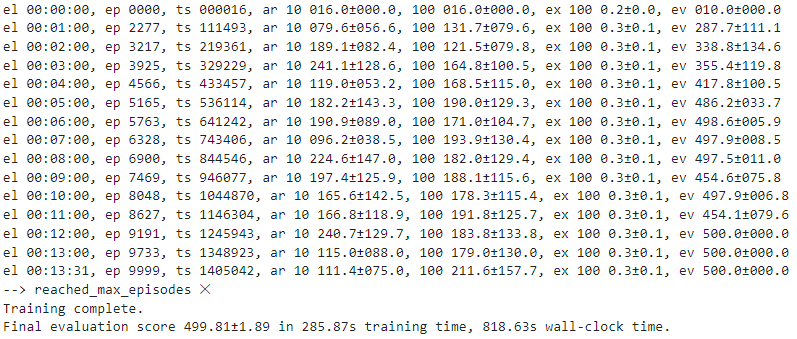 el 00:00:00, ep 0000, ts 000016, ar 10 016.0±000.0, 100 016.0±000.0, ex 100 0.2±0.0, ev 010.0±000.0
el 00:01:00, ep 2277, ts 111493, ar 10 079.6±056.6, 100 131.7±079.6, ex 100 0.3±0.1, ev 287.7±111.1
el 00:02:00, ep 3217, ts 219361, ar 10 189.1±082.4, 100 121.5±079.8, ex 100 0.3±0.1, ev 338.8±134.6
el 00:03:00, ep 3925, ts 329229, ar 10 241.1±128.6, 100 164.8±100.5, ex 100 0.3±0.1, ev 355.4±119.8
el 00:04:00, ep 4566, ts 433457, ar 10 119.0±053.2, 100 168.5±115.0, ex 100 0.3±0.1, ev 417.8±100.5
el 00:05:00, ep 5165, ts 536114, ar 10 182.2±143.3, 100 190.0±129.3, ex 100 0.3±0.1, ev 486.2±033.7
el 00:06:00, ep 5763, ts 641242, ar 10 190.9±089.0, 100 171.0±104.7, ex 100 0.3±0.1, ev 498.6±005.9
el 00:07:00, ep 6328, ts 743406, ar 10 096.2±038.5, 100 193.9±130.4, ex 100 0.3±0.1, ev 497.9±008.5
el 00:08:00, ep 6900, ts 844546, ar 10 224.6±147.0, 100 182.0±129.4, ex 100 0.3±0.1, ev 497.5±011.0
el 00:09:00, ep 7469, ts 946077, ar 10 197.4±125.9, 100 188.1±115.6, ex 100 0.3±0.1, ev 454.6±075.8
el 00:10:00, ep 8048, ts 1044870, ar 10 165.6±142.5, 100 178.3±115.4, ex 100 0.3±0.1, ev 497.9±006.8
el 00:11:00, ep 8627, ts 1146304, ar 10 166.8±118.9, 100 191.8±125.7, ex 100 0.3±0.1, ev 454.1±079.6
el 00:12:00, ep 9191, ts 1245943, ar 10 240.7±129.7, 100 183.8±133.8, ex 100 0.3±0.1, ev 500.0±000.0
el 00:13:00, ep 9733, ts 1348923, ar 10 115.0±088.0, 100 179.0±130.0, ex 100 0.3±0.1, ev 500.0±000.0
el 00:13:31, ep 9999, ts 1405042, ar 10 111.4±075.0, 100 211.6±157.7, ex 100 0.3±0.1, ev 500.0±000.0
--> reached_max_episodes ×
Training complete.
Final evaluation score 499.81±1.89 in 285.87s training time, 818.63s wall-clock time.